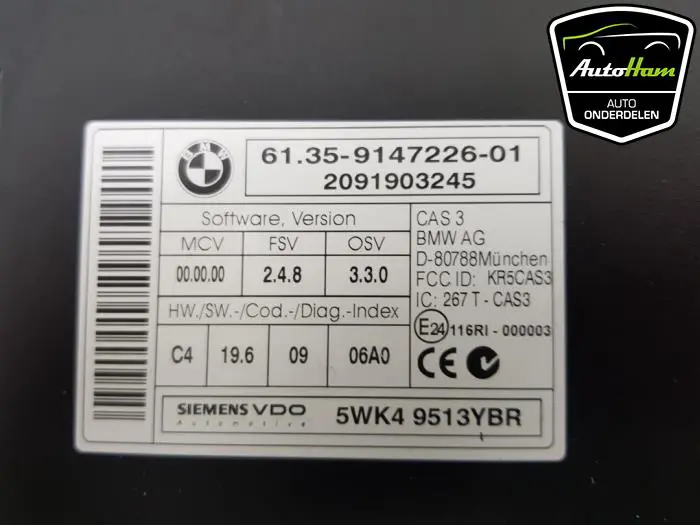 AutoHam
AUTO
ONDERDELEN
BMW
61.35-9147226-01
2091903245
Software, Version
MCV FSV OSV
00.00.00 2.4.8 3.3.0
HW./SW.-/Cod.-/Diag.-Index
C4 19.6 09 06A0
CAS 3
BMW AG
D-80788München
FCC ID: KR5CAS3
IC: 267 T - CAS3
E24 116RI - 000003
CE
SIEMENS VDO
Automotive
5WK4 9513YBR